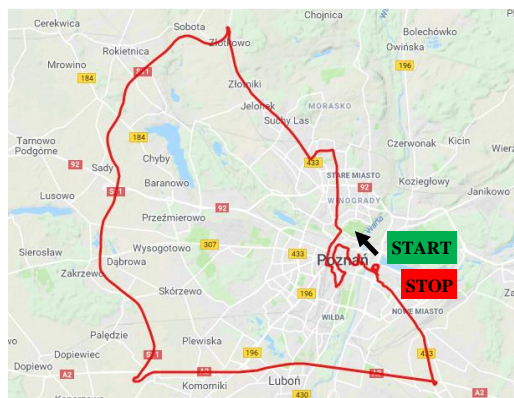 Cerekwica
Sobota
Chojnica
Bolechówko
Złotkowo
Owińska
Rokietnica
Mrowino
S11
196
184
Złotniki
Jelonek
MORASKO
Suchy Las
Tarnowo
Podgórne
184
Czerwonak
Kicin
Wierz
Chyby
433
92
Sady
STARE MIASTO
Baranowo
92
Koziegłowy
Janikowo
Lusowo
S11
WINOGRADY
92
Przeźmierowo
Warta
Sierosław
Wysogotowo
307
433
START
Dąbrowa
Poznań
Zakrzewo
Skórzewo
196
STOP
WILDA
NOWE MIASTO
Palędzie
Plewiska
Dopiewiec
S11
196
433
Dopiewo
A2
Komorniki
Luboń
A2
A2
430